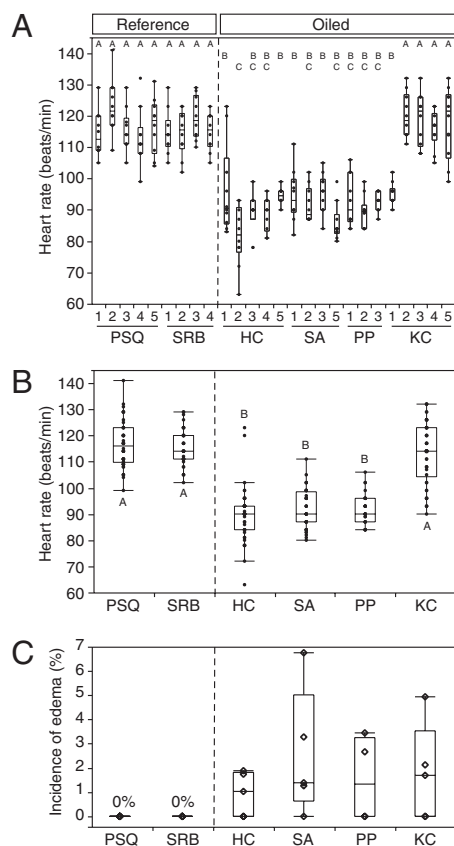 A
Reference
Oiled
A A A A A A A A A
B B B B B B B B B B B B A A A A
C C C C C C C C
Heart rate (beats/min)
140
130
120
110
100
90
80
70
60
1 2 3 4 5 1 2 3 4 1 2 3 4 5 1 2 3 5 1 2 3 1 2 3 4 5
PSQ SRB HC SA PP KC
B
Heart rate (beats/min)
140
130
120
110
100
90
80
70
60
A A B B B A
PSQ SRB HC SA PP KC
C
Incidence of edema (%)
7
6
5
4
3
2
1
0
0% 0%
PSQ SRB HC SA PP KC